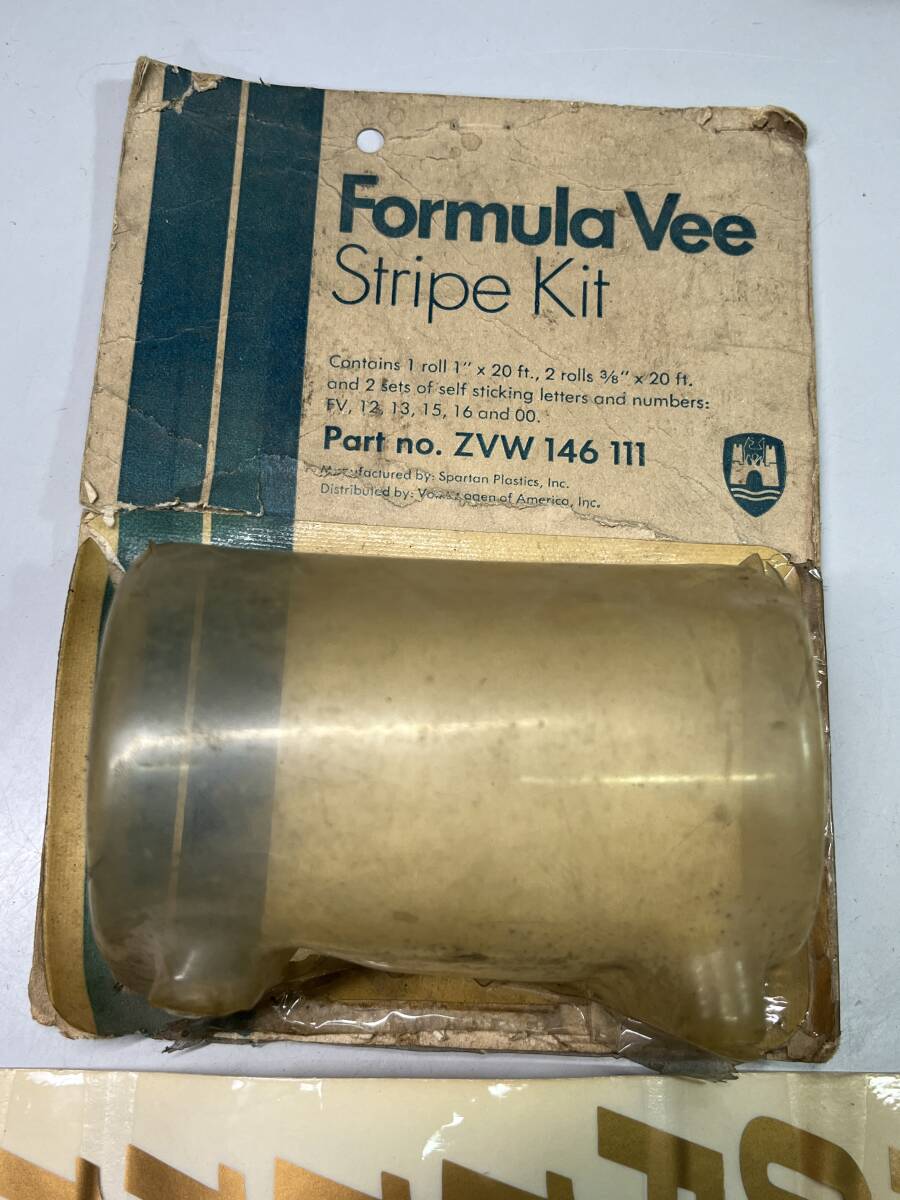 Formula Vee
Stripe Kit
Contains 1 roll 1" x 20 ft., 2 rolls 3/8" x 20 ft.
and 2 sets of self sticking letters and numbers:
FV, 12, 13, 15, 16 and 00.
Part no. ZVW 146 111
Manufactured by: Spartan Plastics, Inc.
Distributed by: Volkswagen of America, Inc.